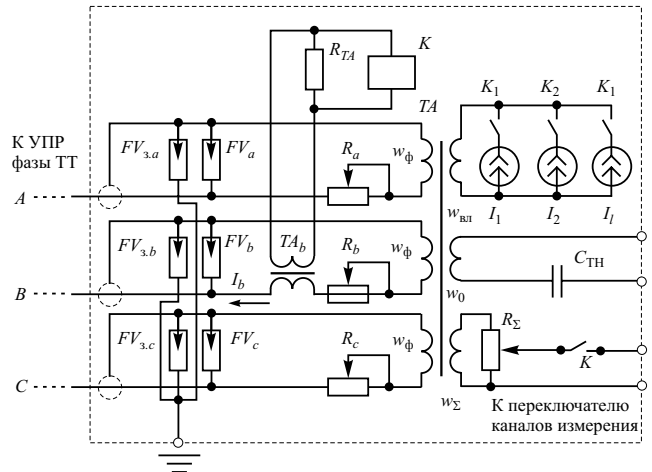 R_TA
K
TA
K_1
K_2
K_1
К УПР
фазы ТТ
FV_з.a
FV_a
R_a
w_ф
A
w_вл
I_1
I_2
I_l
FV_з.b
FV_b
TA_b
R_b
w_ф
I_b
B
w_0
C_ТН
FV_з.c
FV_c
R_c
w_ф
R_Σ
K
C
w_Σ
К переключателю
каналов измерения